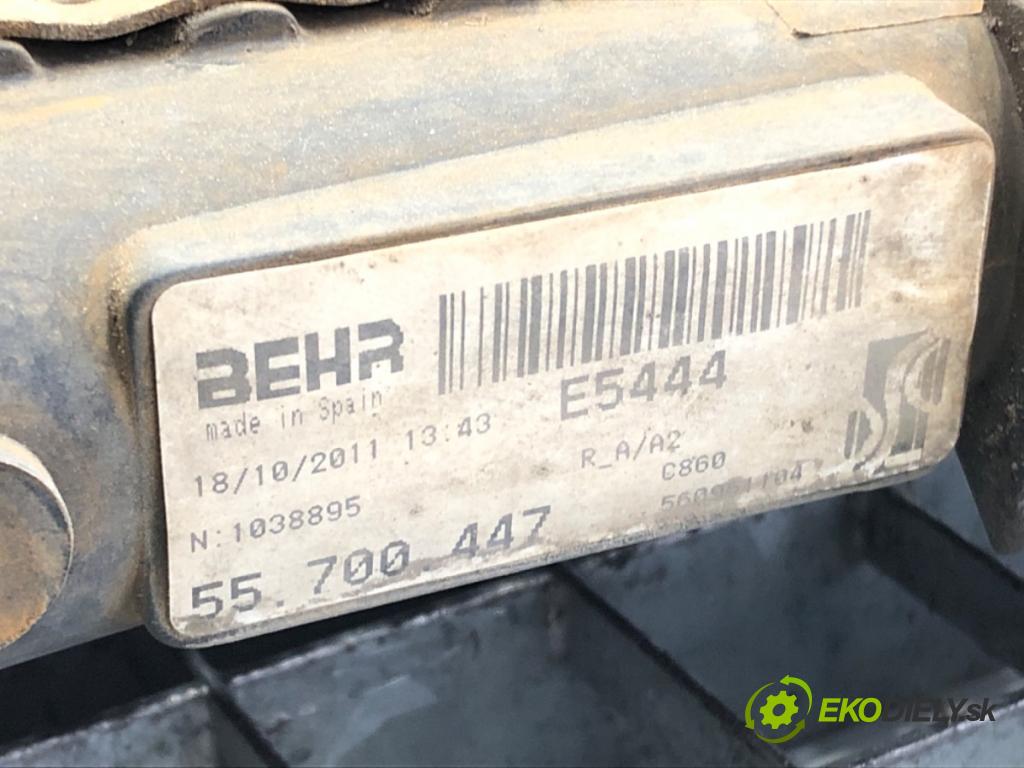 BEHR
made in Spain
E5444
18/10/2011 13:43
R_A/A2
N:1038895
C860
55.700.447
EKODIELY.sk